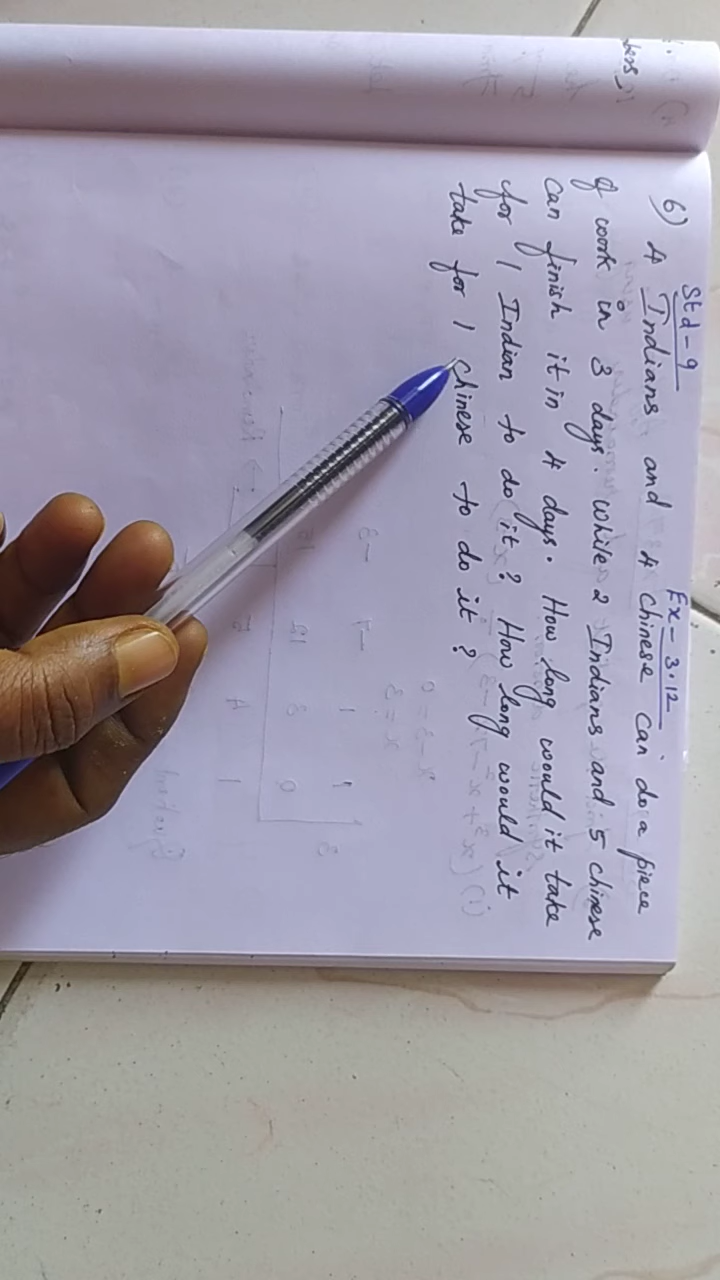 Std-9
Ex-3.12
6) 4 Indians and 4 chinese can do a piece
of work in 3 days. while 2 Indians and 5 chinese
can finish it in 4 days. How long would it take
for 1 Indian to do it? How long would it
take for 1 chinese to do it?